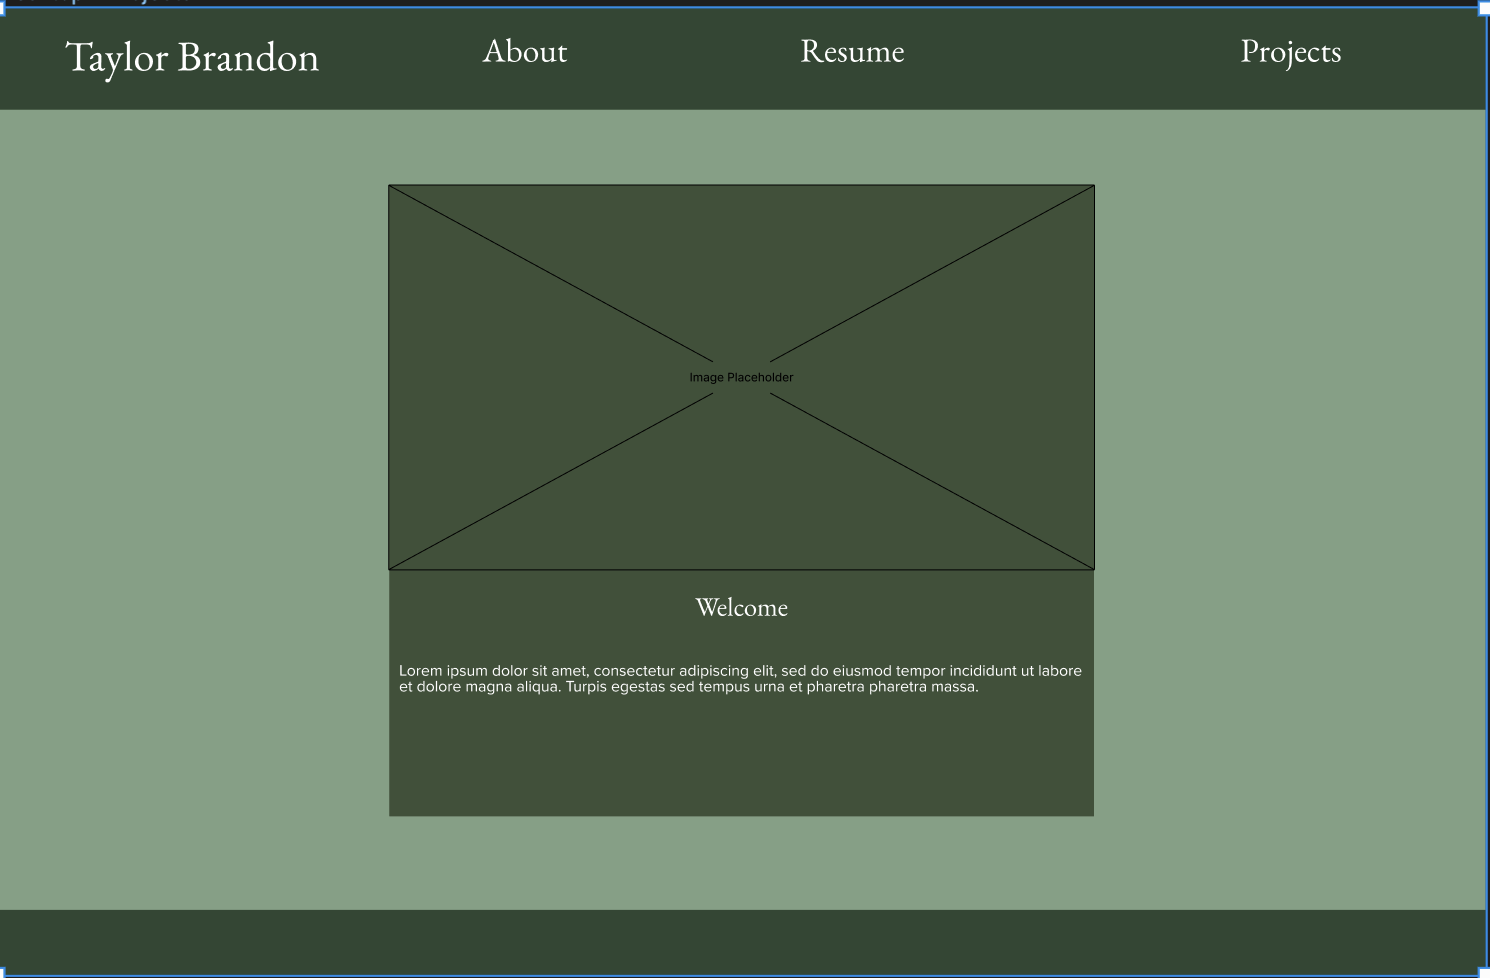 Taylor Brandon
About
Resume
Projects
Image Placeholder
Welcome
Lorem ipsum dolor sit amet, consectetur adipiscing elit, sed do eiusmod tempor incididunt ut labore
et dolore magna aliqua. Turpis egestas sed tempus urna et pharetra pharetra massa.